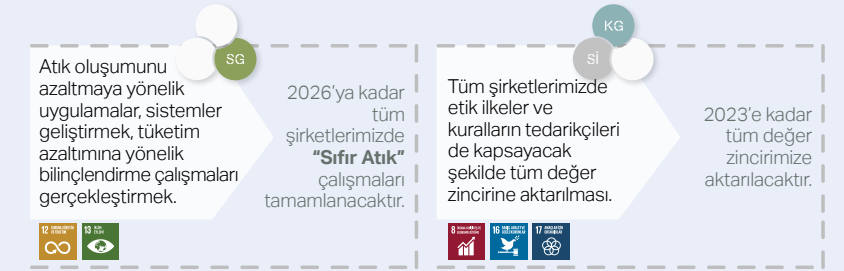 SG
Atık oluşumunu
azaltmaya yönelik
uygulamalar, sistemler
geliştirmek, tüketim
azaltımına yönelik
bilinçlendirme çalışmaları
gerçekleştirmek.
2026’ya kadar
tüm
şirketlerimizde
“Sıfır Atık”
çalışmaları
tamamlanacaktır.
12
13
KG
Sİ
Tüm şirketlerimizde
etik ilkeler ve
kuralların tedarikçileri
de kapsayacak
şekilde tüm değer
zincirine aktarılması.
2023’e kadar
tüm değer
zincirimize
aktarılacaktır.
8
16
17